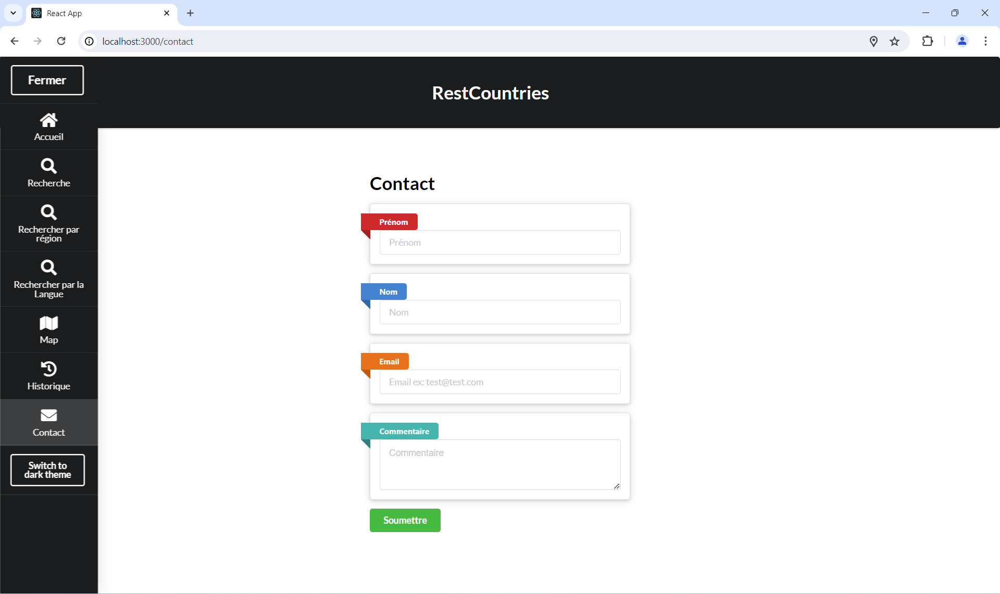 React App
localhost:3000/contact
Fermer
RestCountries
Accueil
Recherche
Rechercher par
région
Rechercher par la
Langue
Map
Historique
Contact
Switch to
dark theme
Contact
Prénom
Prénom
Nom
Nom
Email
Email ex: test@test.com
Commentaire
Commentaire
Soumettre